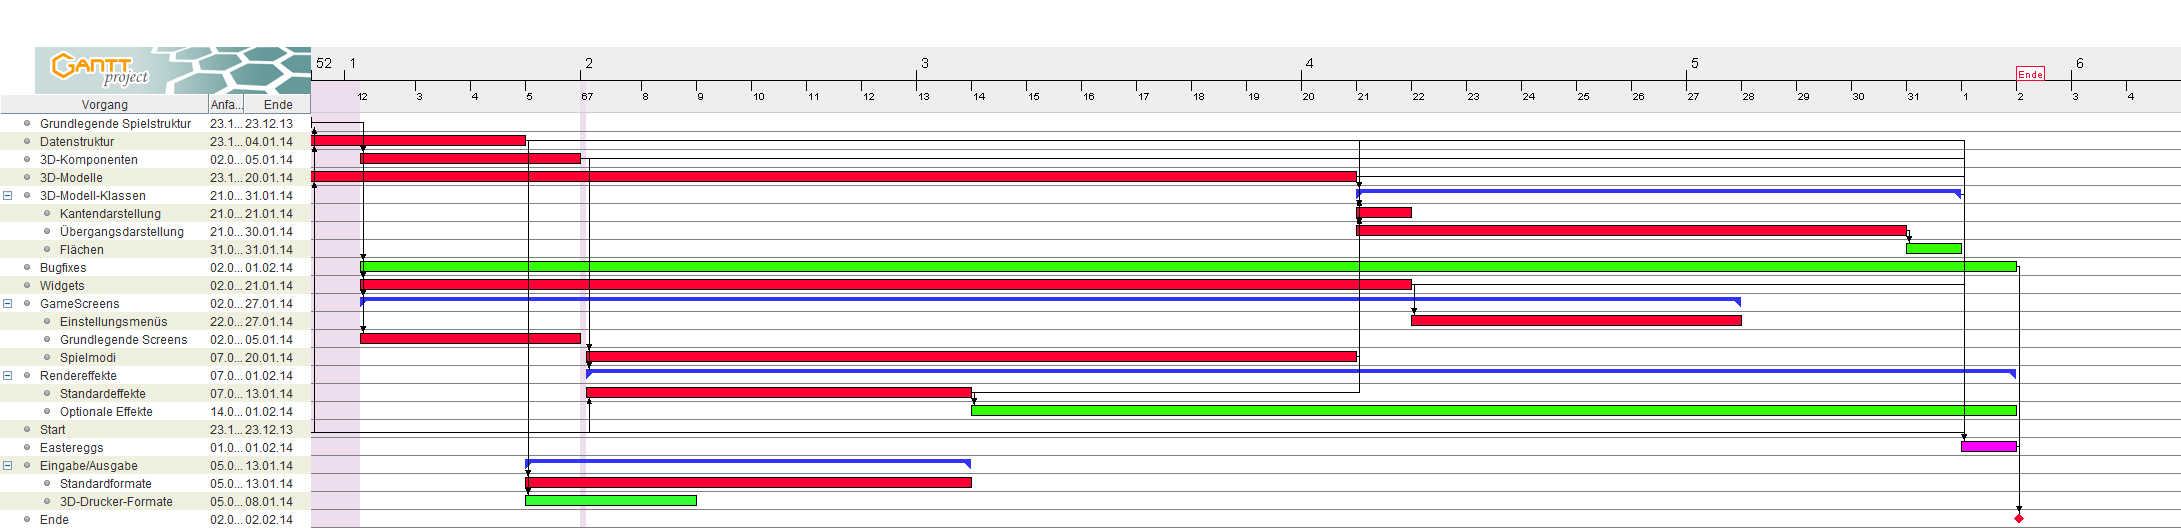 GANTT
project
52 1 2 3 4 5 6
Ende
12 3 4 5 67 8 9 10 11 12 13 14 15 16 17 18 19 20 21 22 23 24 25 26 27 28 29 30 31 1 2 3 4
Vorgang Anfa... Ende
Grundlegende Spielstruktur 23.1... 23.12.13
Datenstruktur 23.1... 04.01.14
3D-Komponenten 02.0... 05.01.14
3D-Modelle 23.1... 20.01.14
3D-Modell-Klassen 21.0... 31.01.14
Kantendarstellung 21.0... 21.01.14
Übergangsdarstellung 21.0... 30.01.14
Flächen 31.0... 31.01.14
Bugfixes 02.0... 01.02.14
Widgets 02.0... 21.01.14
GameScreens 02.0... 27.01.14
Einstellungsmenüs 22.0... 27.01.14
Grundlegende Screens 02.0... 05.01.14
Spielmodi 07.0... 20.01.14
Rendereffekte 07.0... 01.02.14
Standardeffekte 07.0... 13.01.14
Optionale Effekte 14.0... 01.02.14
Start 23.1... 23.12.13
Eastereggs 01.0... 01.02.14
Eingabe/Ausgabe 05.0... 13.01.14
Standardformate 05.0... 13.01.14
3D-Drucker-Formate 05.0... 08.01.14
Ende 02.0... 02.02.14